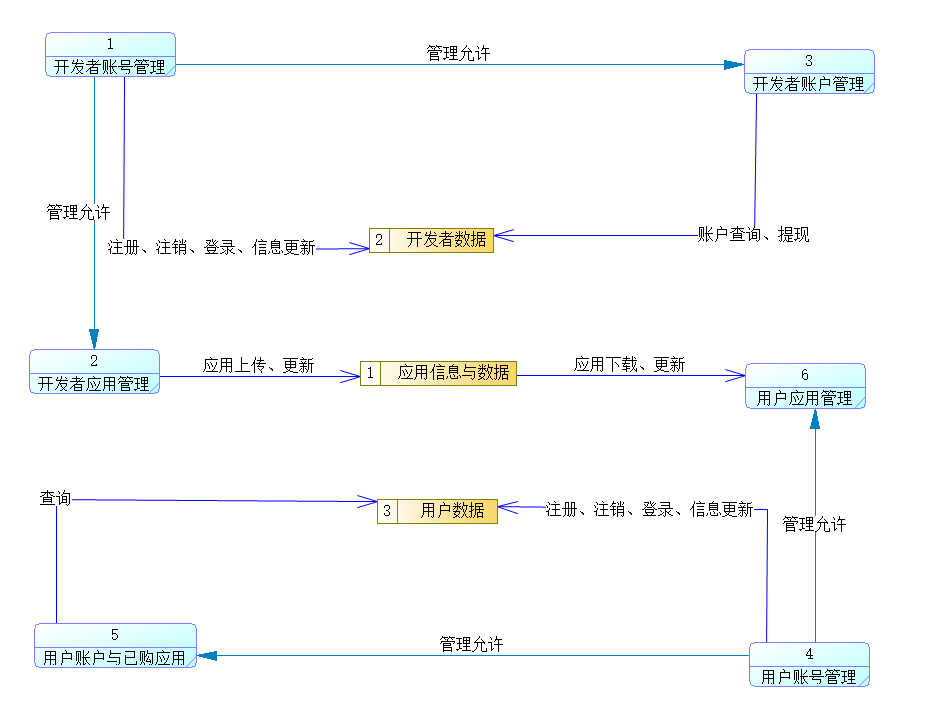 1
开发者账号管理
管理允许
3
开发者账户管理
管理允许
注册、注销、登录、信息更新
2 开发者数据
账户查询、提现
2
开发者应用管理
应用上传、更新
1 应用信息与数据
应用下载、更新
6
用户应用管理
查询
3 用户数据
注册、注销、登录、信息更新
管理允许
5
用户账户与已购应用
管理允许
4
用户账号管理